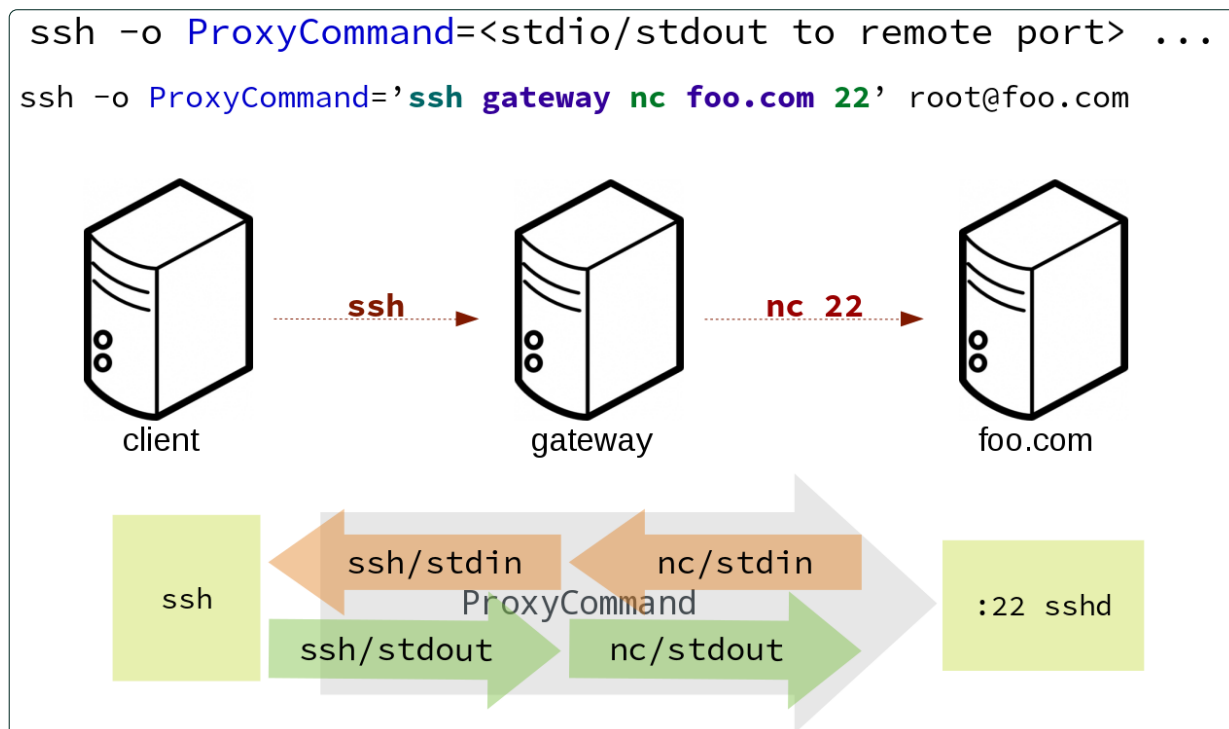 ssh -o ProxyCommand=<stdio/stdout to remote port> ...
ssh -o ProxyCommand=’ssh gateway nc foo.com 22’ root@foo.com
ssh
nc 22
client
gateway
foo.com
ssh/stdin
nc/stdin
ssh
ProxyCommand
:22 sshd
ssh/stdout
nc/stdout